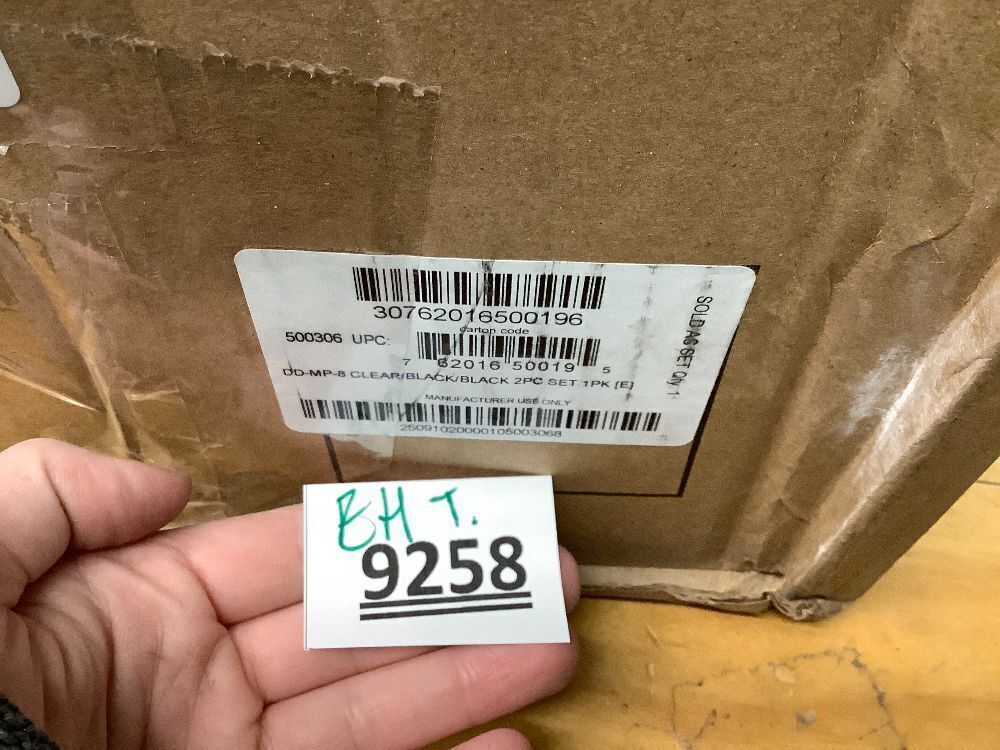 30762016500196
carton code
500306 UPC:
7 62016 50019 5
DD-MP-8 CLEAR/BLACK/BLACK 2PC SET 1PK [E]
MANUFACTURER USE ONLY
25091020000105003068
SOLD AS SET Qty 1
BH T.
9258